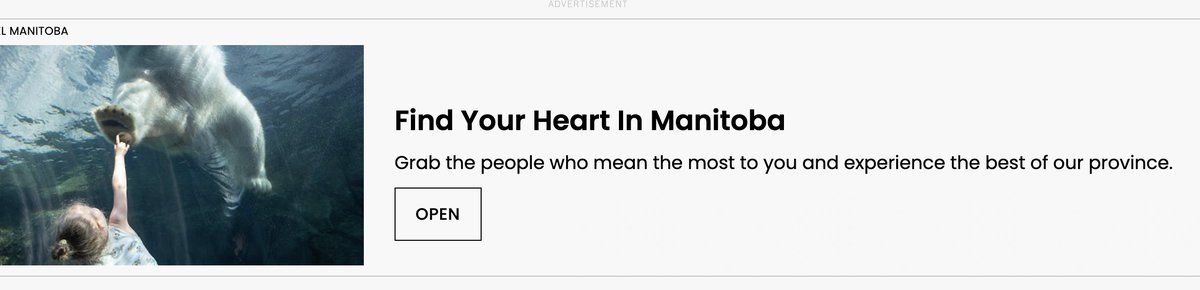 ADVERTISEMENT
L MANITOBA
Find Your Heart In Manitoba
Grab the people who mean the most to you and experience the best of our province.
OPEN